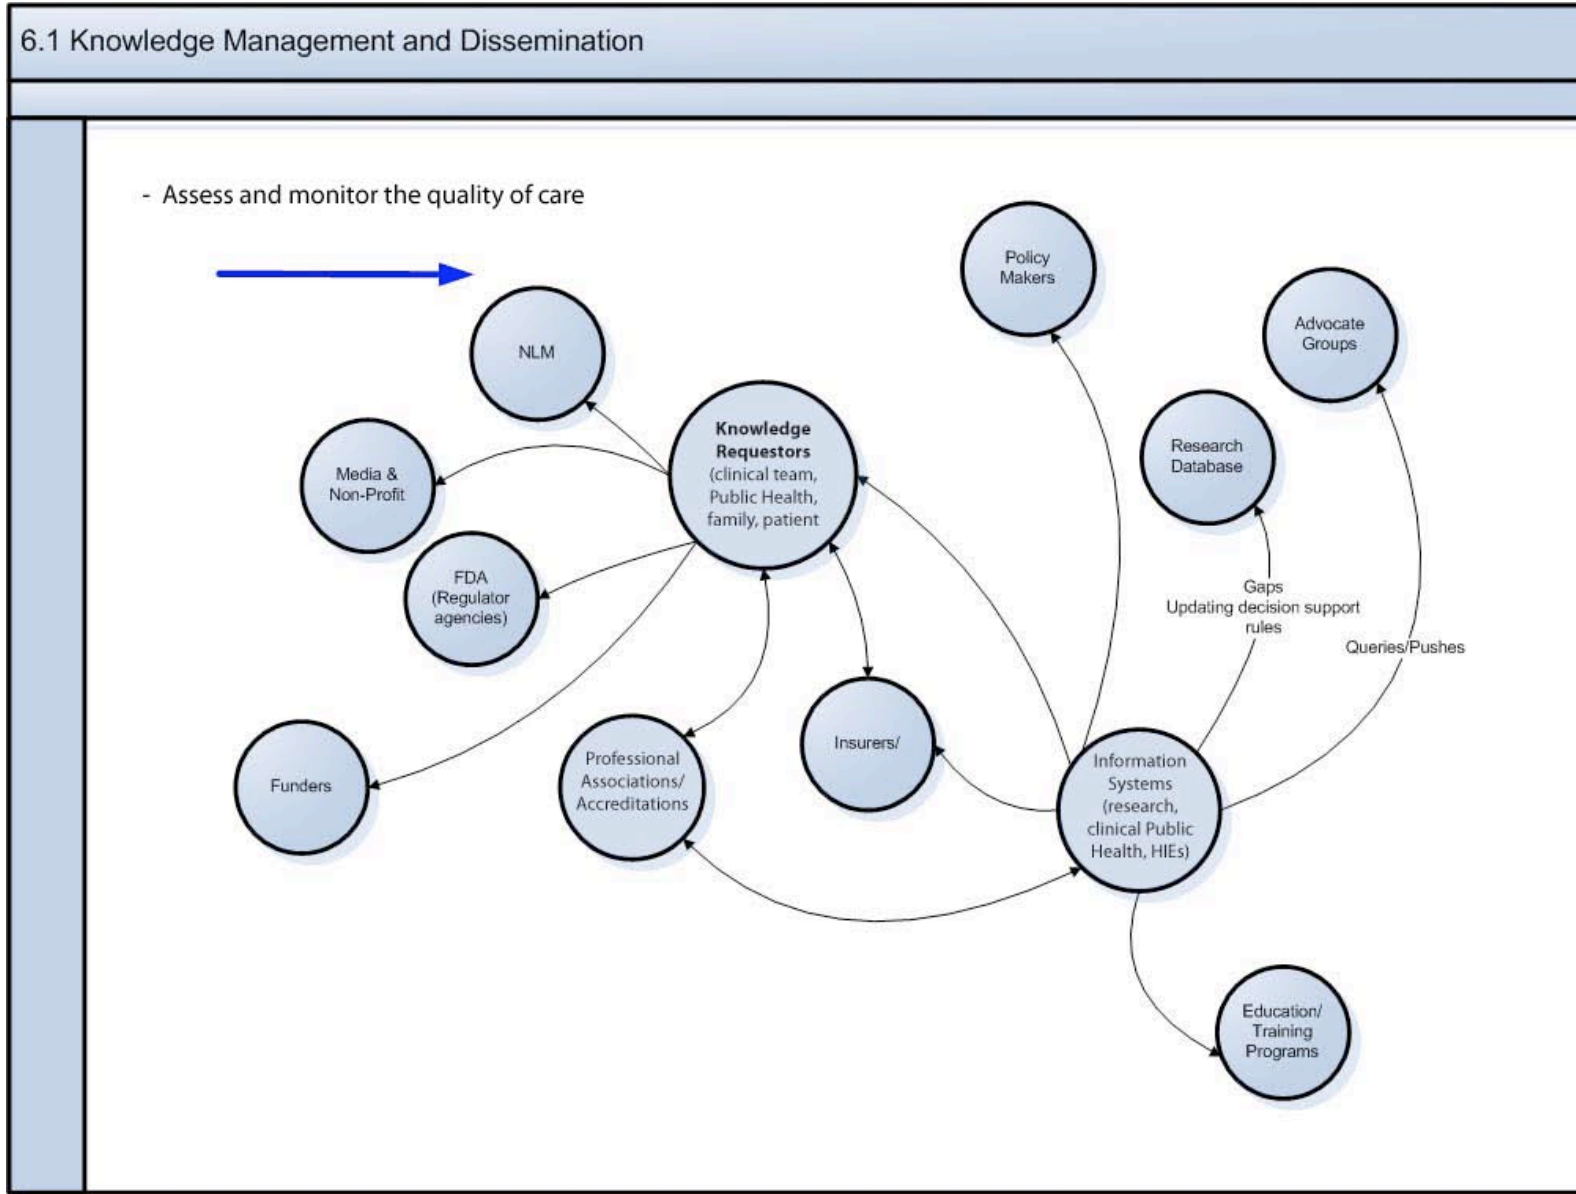 6.1 Knowledge Management and Dissemination
- Assess and monitor the quality of care
Policy
Makers
Advocate
Groups
NLM
Knowledge
Requestors
(clinical team,
Public Health,
family, patient
Research
Database
Media &
Non-Profit
FDA
(Regulator
agencies)
Gaps
Updating decision support
rules
Queries/Pushes
Funders
Professional
Associations/
Accreditations
Insurers/
Information
Systems
(research,
clinical Public
Health, HIEs)
Education/
Training
Programs